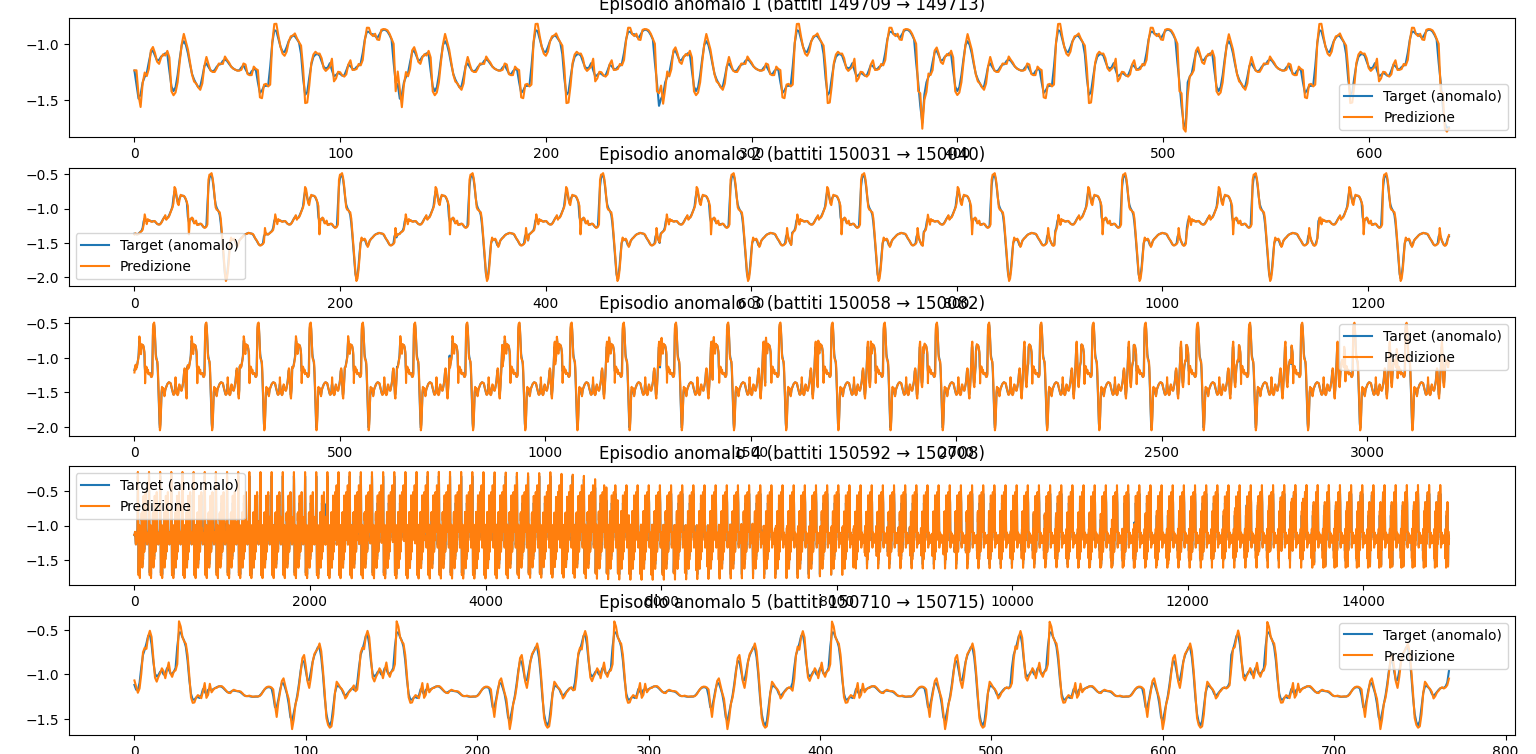 Episodio anomalo 1 (battiti 149709 → 149713)
−1.0
−1.5
Target (anomalo)
Predizione
0 100 200 300 400 500 600
Episodio anomalo 2 (battiti 150031 → 150040)
−0.5
−1.0
−1.5
−2.0
Target (anomalo)
Predizione
0 200 400 600 800 1000 1200
Episodio anomalo 3 (battiti 150058 → 150082)
−0.5
−1.0
−1.5
−2.0
Target (anomalo)
Predizione
0 500 1000 1500 2000 2500 3000
Episodio anomalo 4 (battiti 150592 → 150708)
−0.5
−1.0
−1.5
Target (anomalo)
Predizione
0 2000 4000 6000 8000 10000 12000 14000
Episodio anomalo 5 (battiti 150710 → 150715)
−0.5
−1.0
−1.5
Target (anomalo)
Predizione
0 100 200 300 400 500 600 700 800